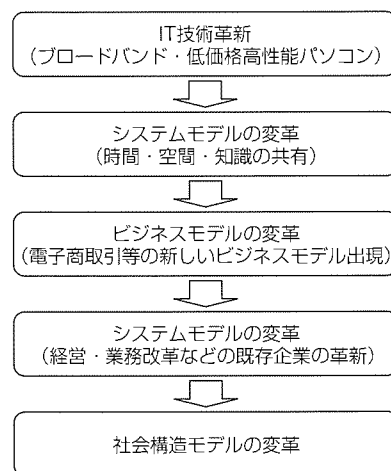 IT技術革新
(ブロードバンド・低価格高性能パソコン)
システムモデルの変革
(時間・空間・知識の共有)
ビジネスモデルの変革
(電子商取引等の新しいビジネスモデル出現)
システムモデルの変革
(経営・業務改革などの既存企業の革新)
社会構造モデルの変革